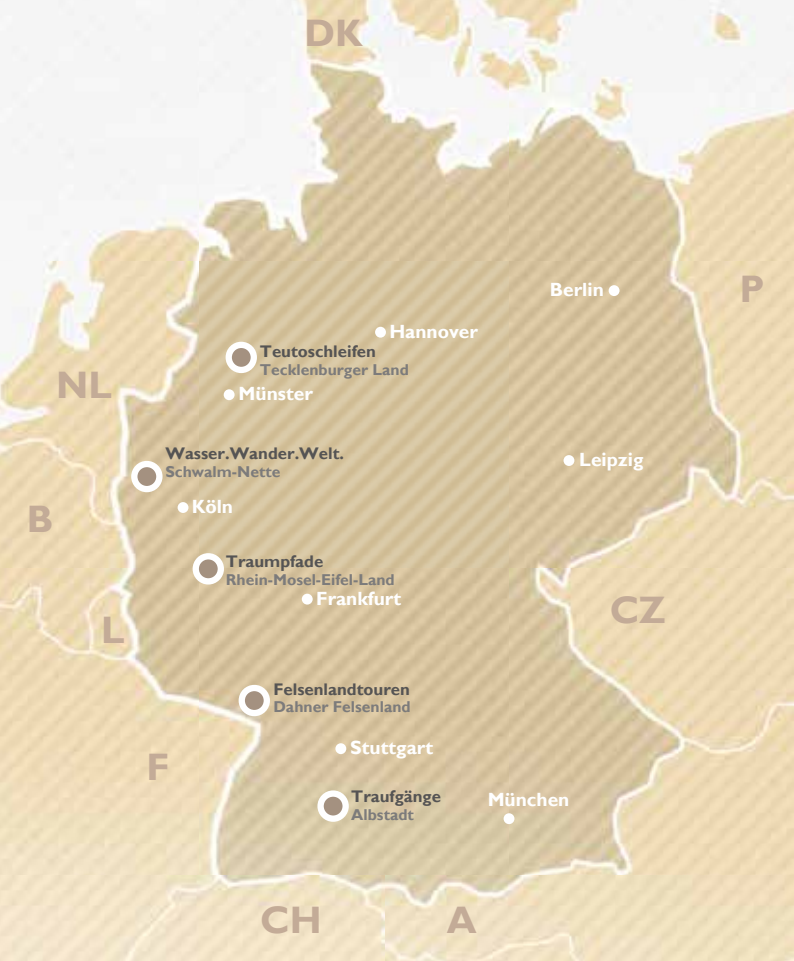 DK
Berlin
P
Hannover
Teutoschleifen
Tecklenburger Land
NL
Münster
Wasser.Wander.Welt.
Schwalm-Nette
Leipzig
B
Köln
Traumpfade
Rhein-Mosel-Eifel-Land
Frankfurt
CZ
L
Felsenlandtouren
Dahner Felsenland
Stuttgart
F
Traufgänge
Albstadt
München
CH
A